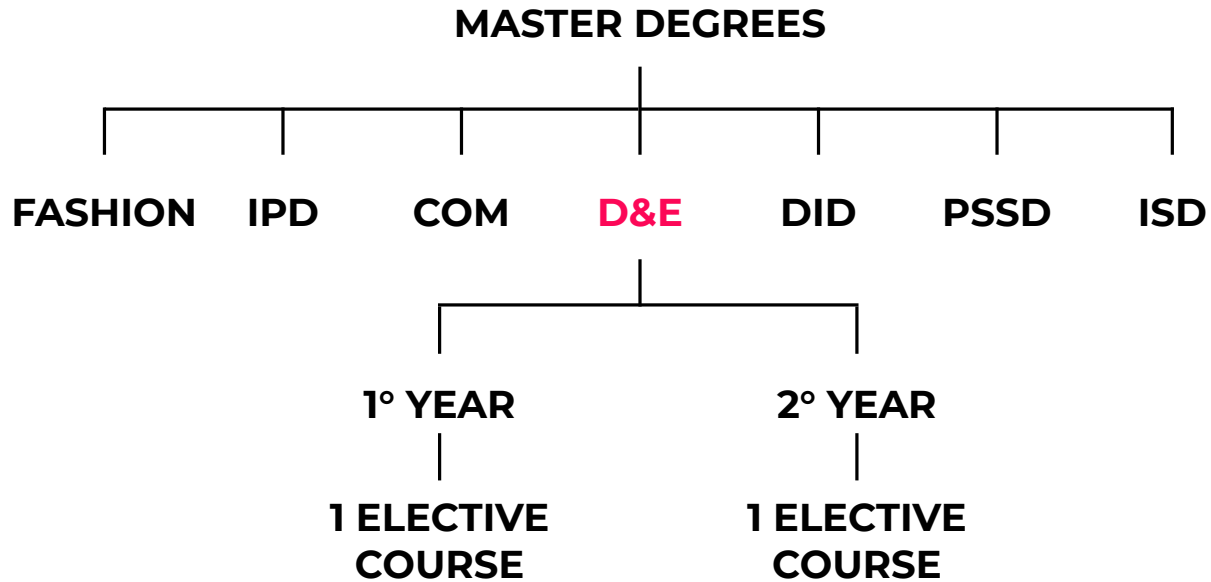 MASTER DEGREES
FASHION IPD COM D&E DID PSSD ISD
1° YEAR 2° YEAR
1 ELECTIVE COURSE 1 ELECTIVE COURSE